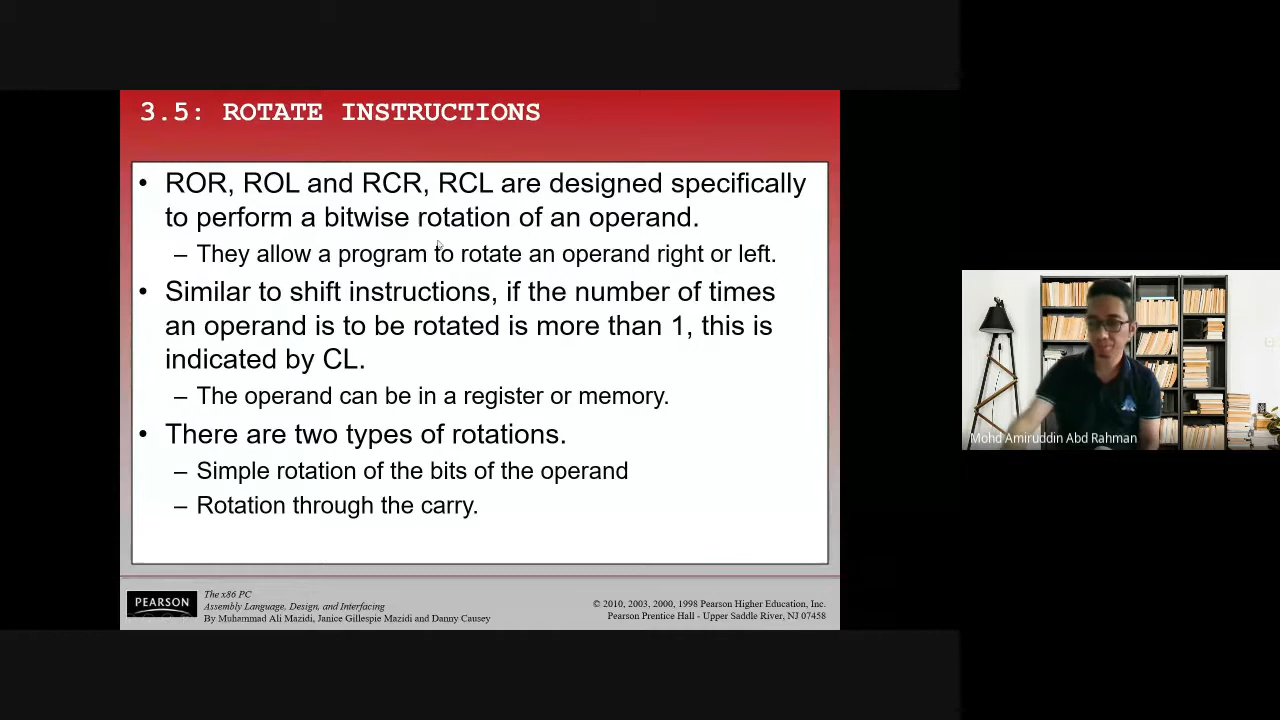 3.5: ROTATE INSTRUCTIONS
• ROR, ROL and RCR, RCL are designed specifically
to perform a bitwise rotation of an operand.
– They allow a program to rotate an operand right or left.
• Similar to shift instructions, if the number of times
an operand is to be rotated is more than 1, this is
indicated by CL.
– The operand can be in a register or memory.
• There are two types of rotations.
– Simple rotation of the bits of the operand
– Rotation through the carry.
PEARSON
The x86 PC
Assembly Language, Design, and Interfacing
By Muhammad Ali Mazidi, Janice Gillespie Mazidi and Danny Causey
© 2010, 2003, 2000, 1998 Pearson Higher Education, Inc.
Pearson Prentice Hall - Upper Saddle River, NJ 07458
Mohd Amiruddin Abd Rahman